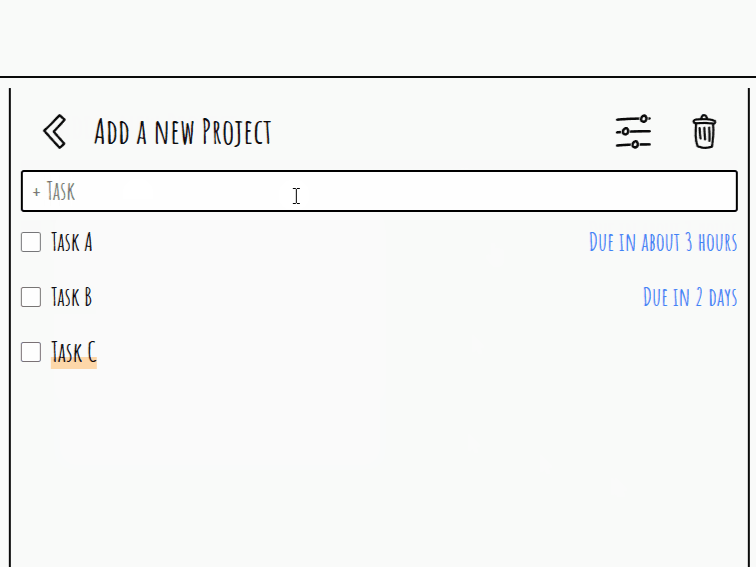 Add a new Project
+ Task
Task A
Due in about 3 hours
Task B
Due in 2 days
Task C